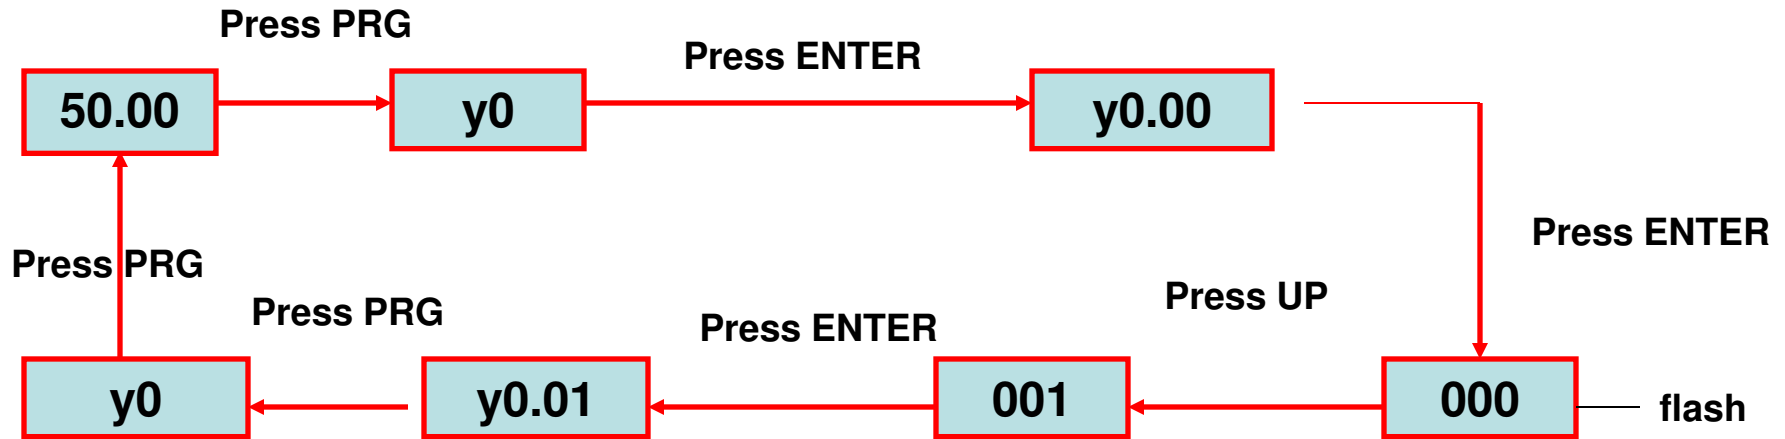 Press PRG
Press ENTER
50.00
y0
y0.00
Press ENTER
Press PRG
Press UP
Press PRG
Press ENTER
y0
y0.01
001
000
flash